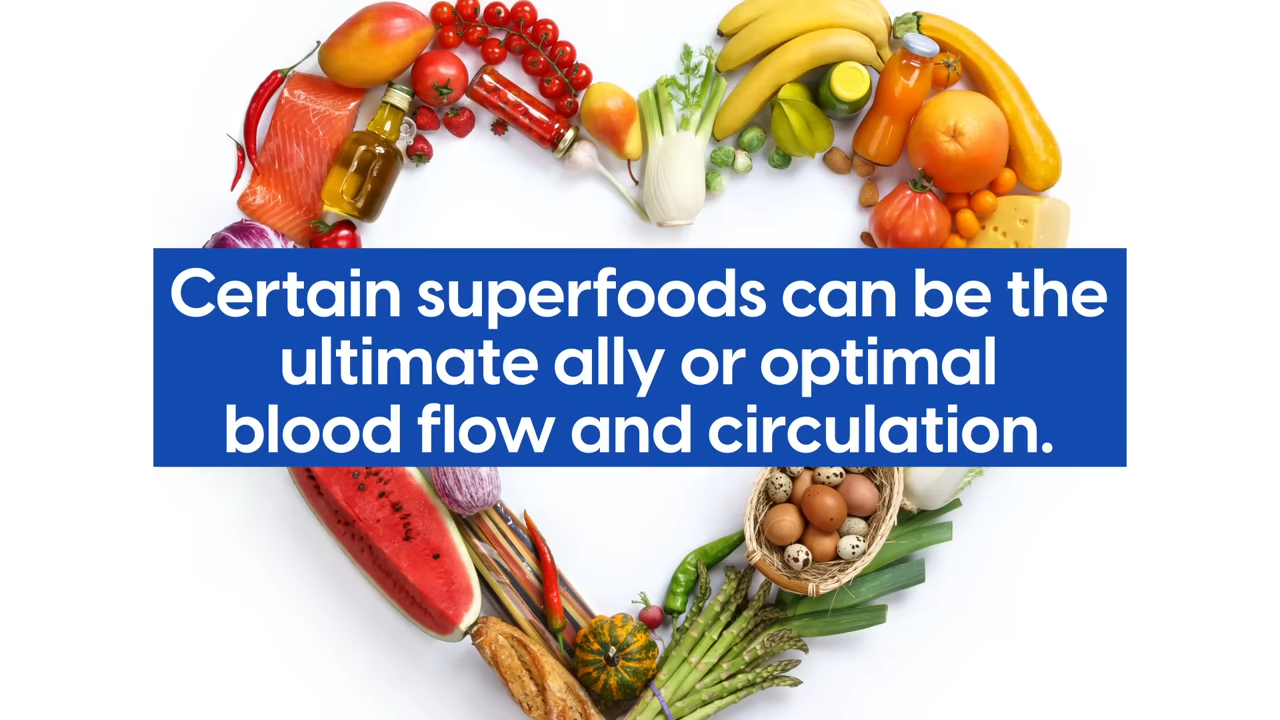 Certain superfoods can be the
ultimate ally or optimal
blood flow and circulation.